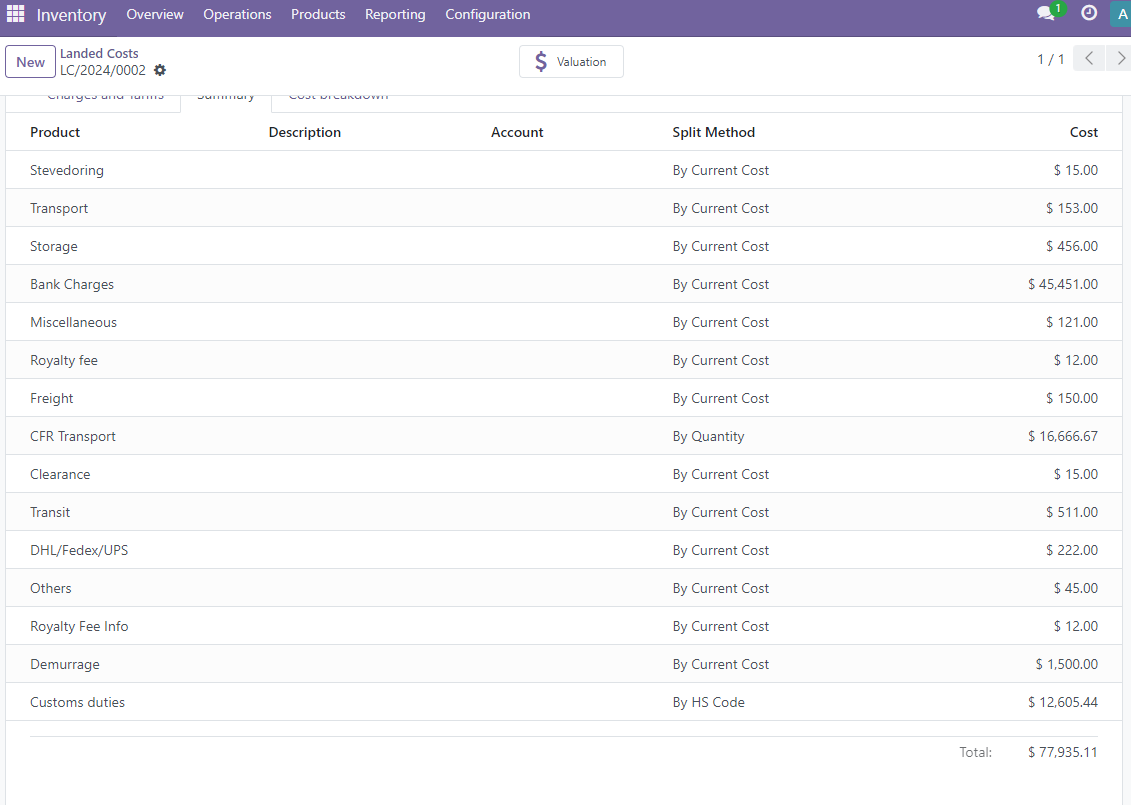 Inventory Overview Operations Products Reporting Configuration 1 A
New Landed Costs Valuation 1 / 1
LC/2024/0002
Charges and Tariffs Summary Cost breakdown
Product Description Account Split Method Cost
Stevedoring By Current Cost $ 15.00
Transport By Current Cost $ 153.00
Storage By Current Cost $ 456.00
Bank Charges By Current Cost $ 45,451.00
Miscellaneous By Current Cost $ 121.00
Royalty fee By Current Cost $ 12.00
Freight By Current Cost $ 150.00
CFR Transport By Quantity $ 16,666.67
Clearance By Current Cost $ 15.00
Transit By Current Cost $ 511.00
DHL/Fedex/UPS By Current Cost $ 222.00
Others By Current Cost $ 45.00
Royalty Fee Info By Current Cost $ 12.00
Demurrage By Current Cost $ 1,500.00
Customs duties By HS Code $ 12,605.44
Total: $ 77,935.11